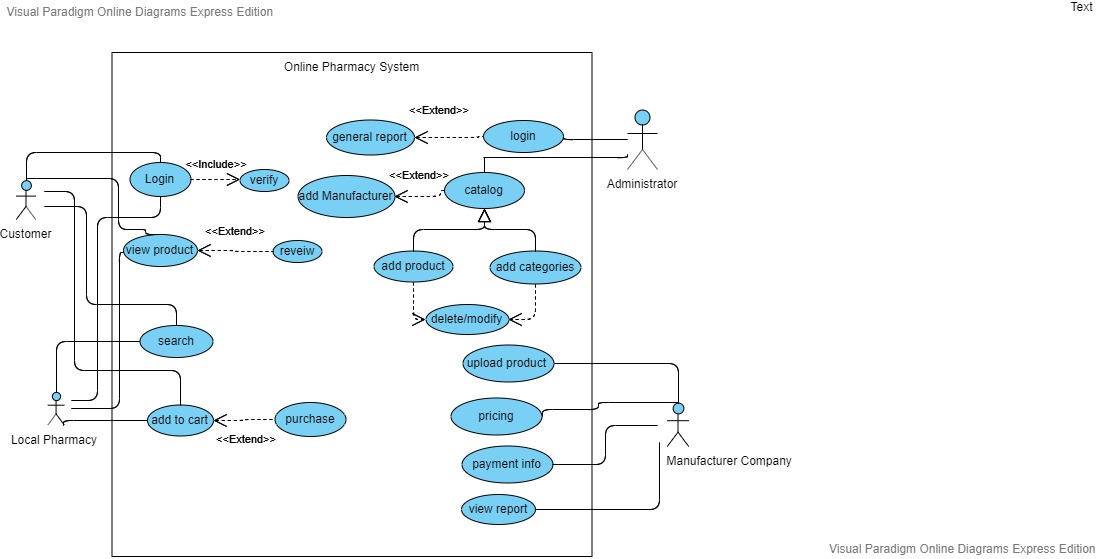 Visual Paradigm Online Diagrams Express Edition
Text
Online Pharmacy System
<<Extend>>
general report
login
Administrator
<<Include>>
Login
verify
<<Extend>>
add Manufacturer
catalog
Customer
<<Extend>>
view product
reveiw
add product
add categories
delete/modify
search
upload product
add to cart
purchase
<<Extend>>
pricing
Local Pharmacy
payment info
Manufacturer Company
view report
Visual Paradigm Online Diagrams Express Edition